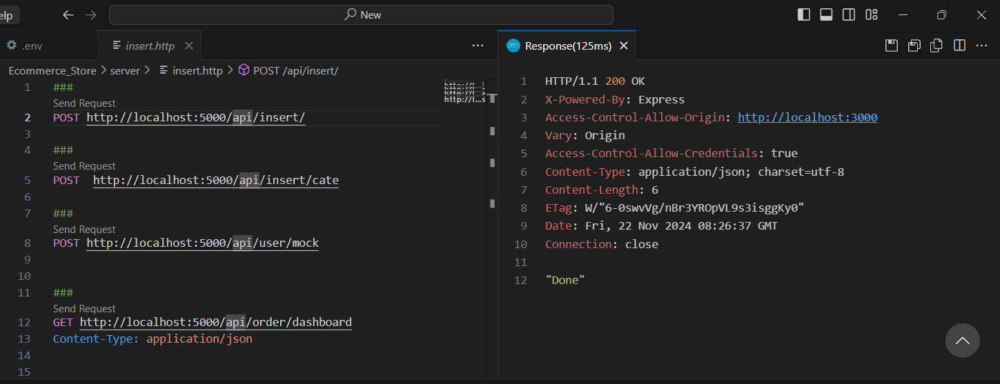 elp
New
.env
insert.http
Response(125ms)
Ecommerce_Store > server > insert.http > POST /api/insert/
1 ###
Send Request
2 POST http://localhost:5000/api/insert/
3
4 ###
Send Request
5 POST  http://localhost:5000/api/insert/cate
6
7 ###
Send Request
8 POST http://localhost:5000/api/user/mock
9
10
11 ###
Send Request
12 GET http://localhost:5000/api/order/dashboard
13 Content-Type: application/json
14
15
1 HTTP/1.1 200 OK
2 X-Powered-By: Express
3 Access-Control-Allow-Origin: http://localhost:3000
4 Vary: Origin
5 Access-Control-Allow-Credentials: true
6 Content-Type: application/json; charset=utf-8
7 Content-Length: 6
8 ETag: W/"6-0swvVg/nBr3YROpVL9s3isggKy0"
9 Date: Fri, 22 Nov 2024 08:26:37 GMT
10 Connection: close
11
12 "Done"